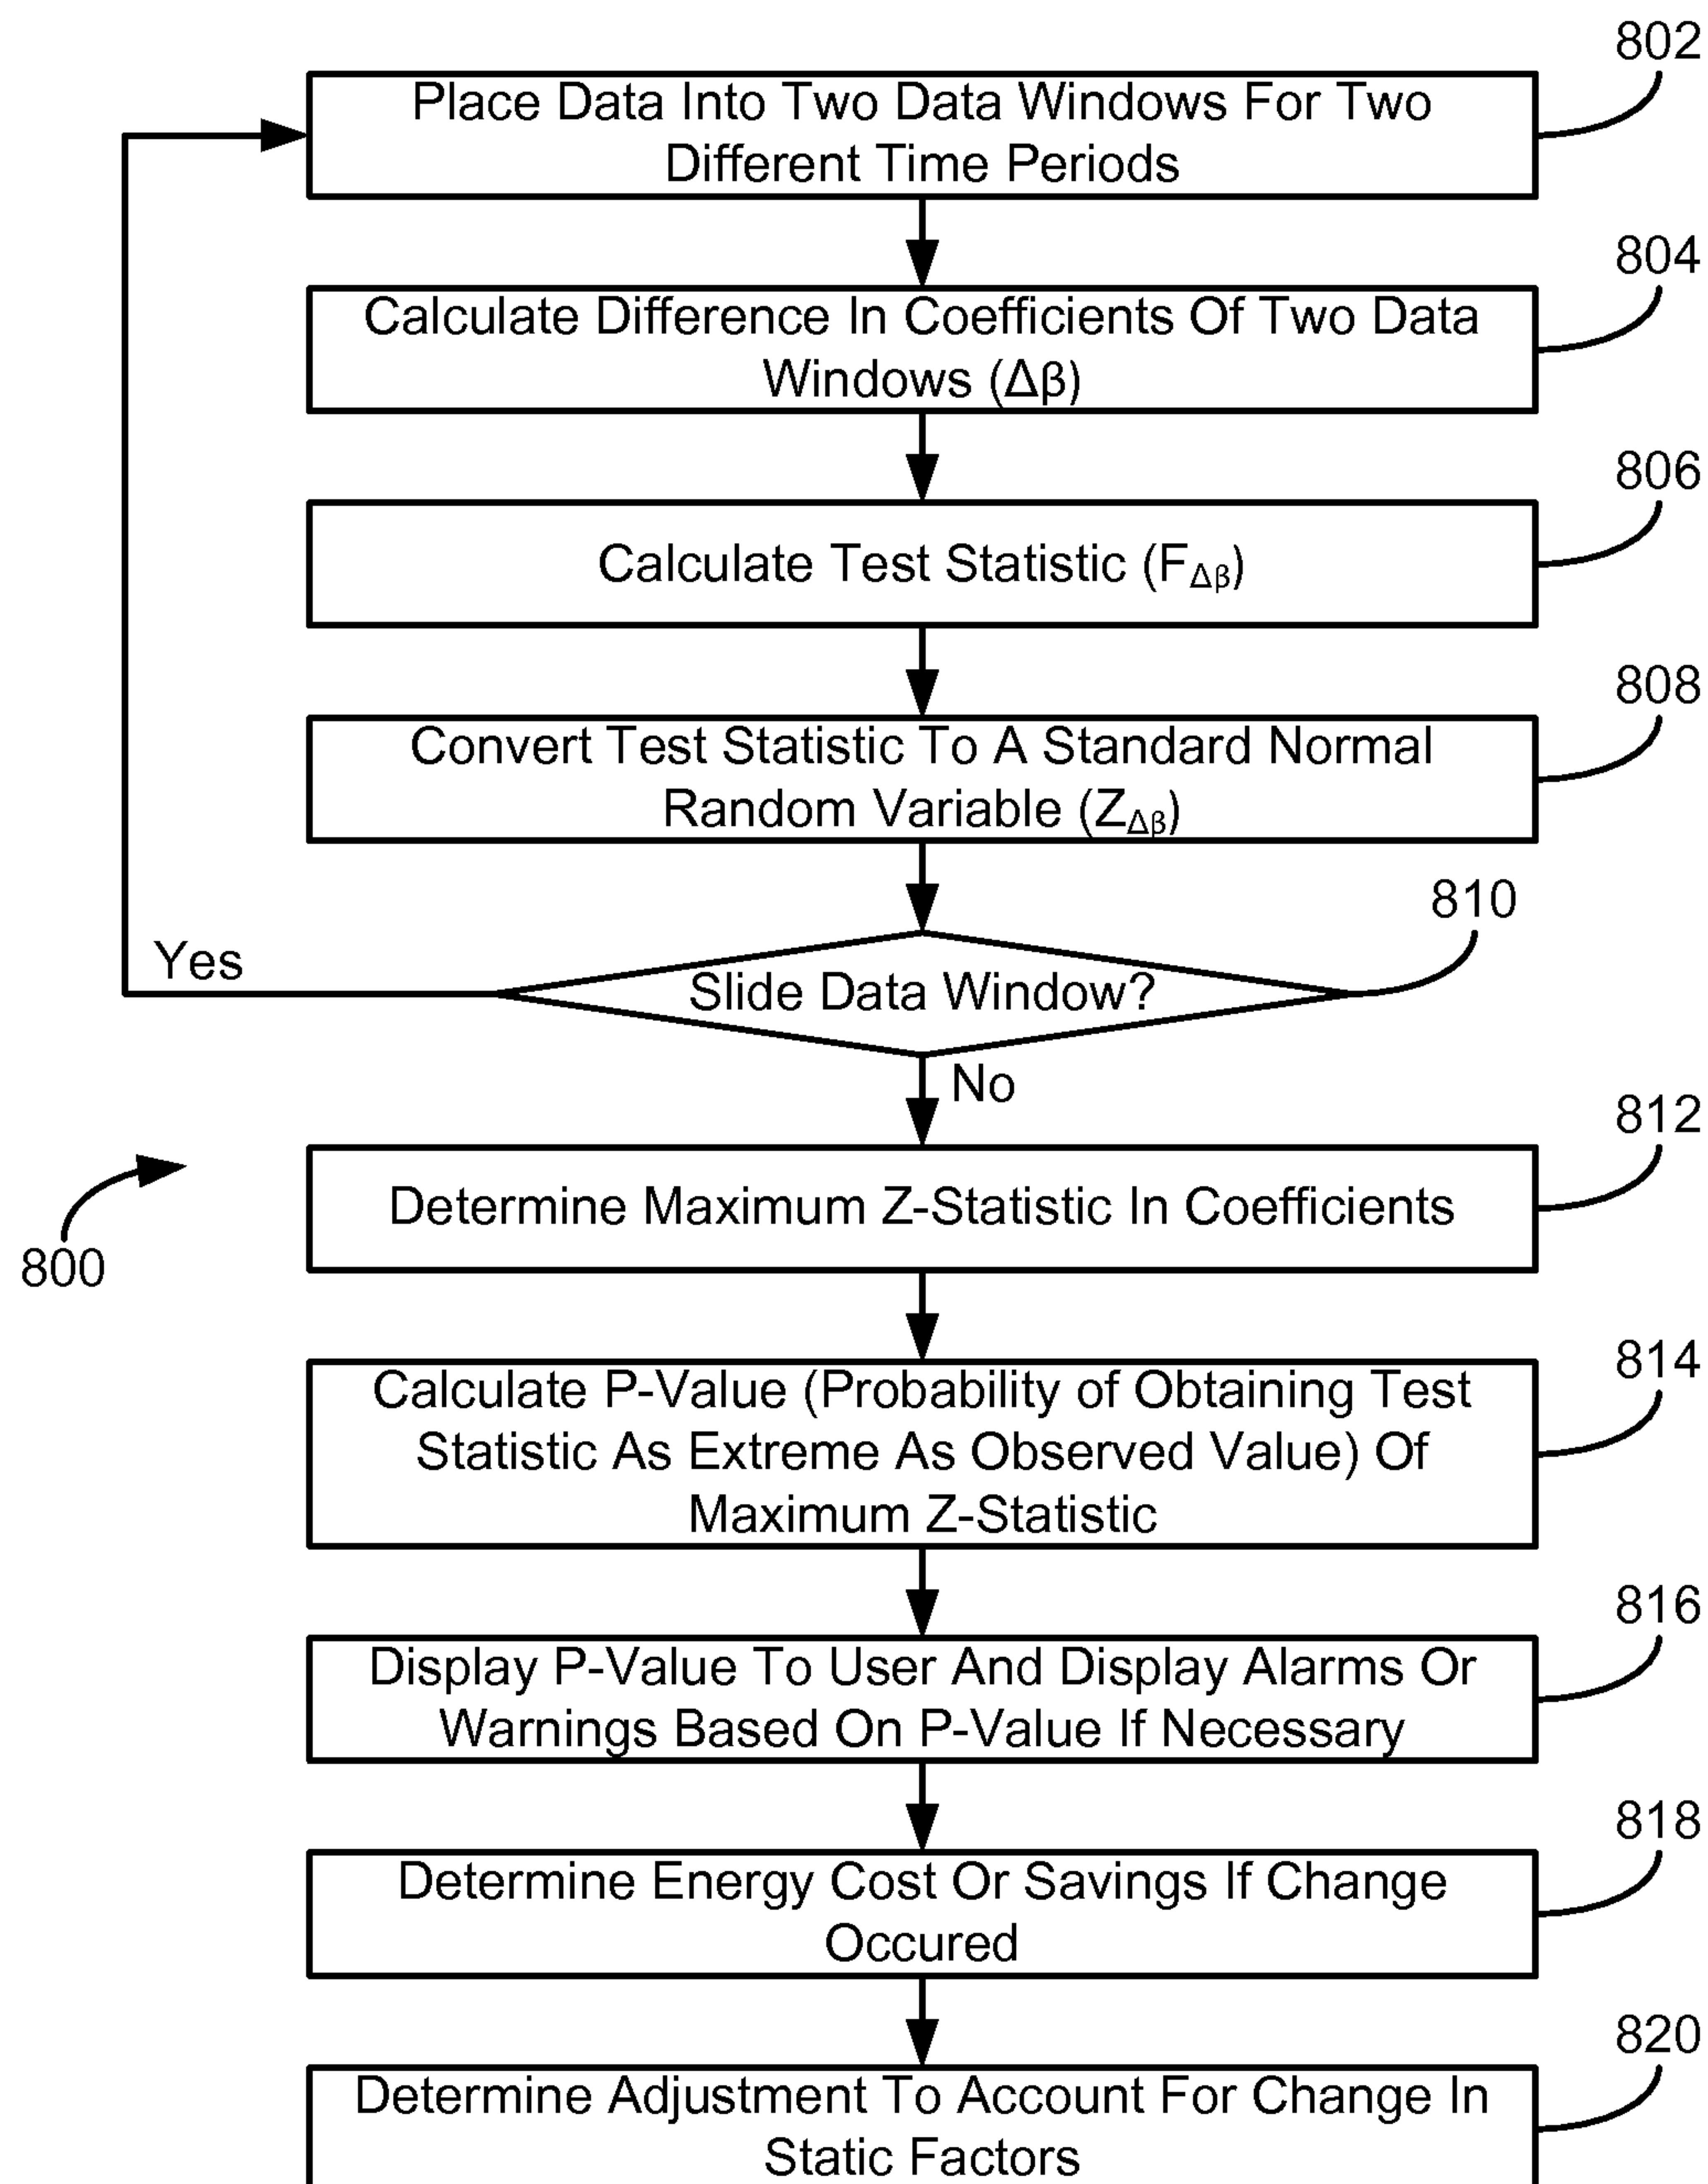 802
Place Data Into Two Data Windows For Two
Different Time Periods
804
Calculate Difference In Coefficients Of Two Data
Windows (Δβ)
806
Calculate Test Statistic (FΔβ)
808
Convert Test Statistic To A Standard Normal
Random Variable (ZΔβ)
810
Yes
Slide Data Window?
No
812
Determine Maximum Z-Statistic In Coefficients
800
814
Calculate P-Value (Probability of Obtaining Test
Statistic As Extreme As Observed Value) Of
Maximum Z-Statistic
816
Display P-Value To User And Display Alarms Or
Warnings Based On P-Value If Necessary
818
Determine Energy Cost Or Savings If Change
Occured
820
Determine Adjustment To Account For Change In
Static Factors